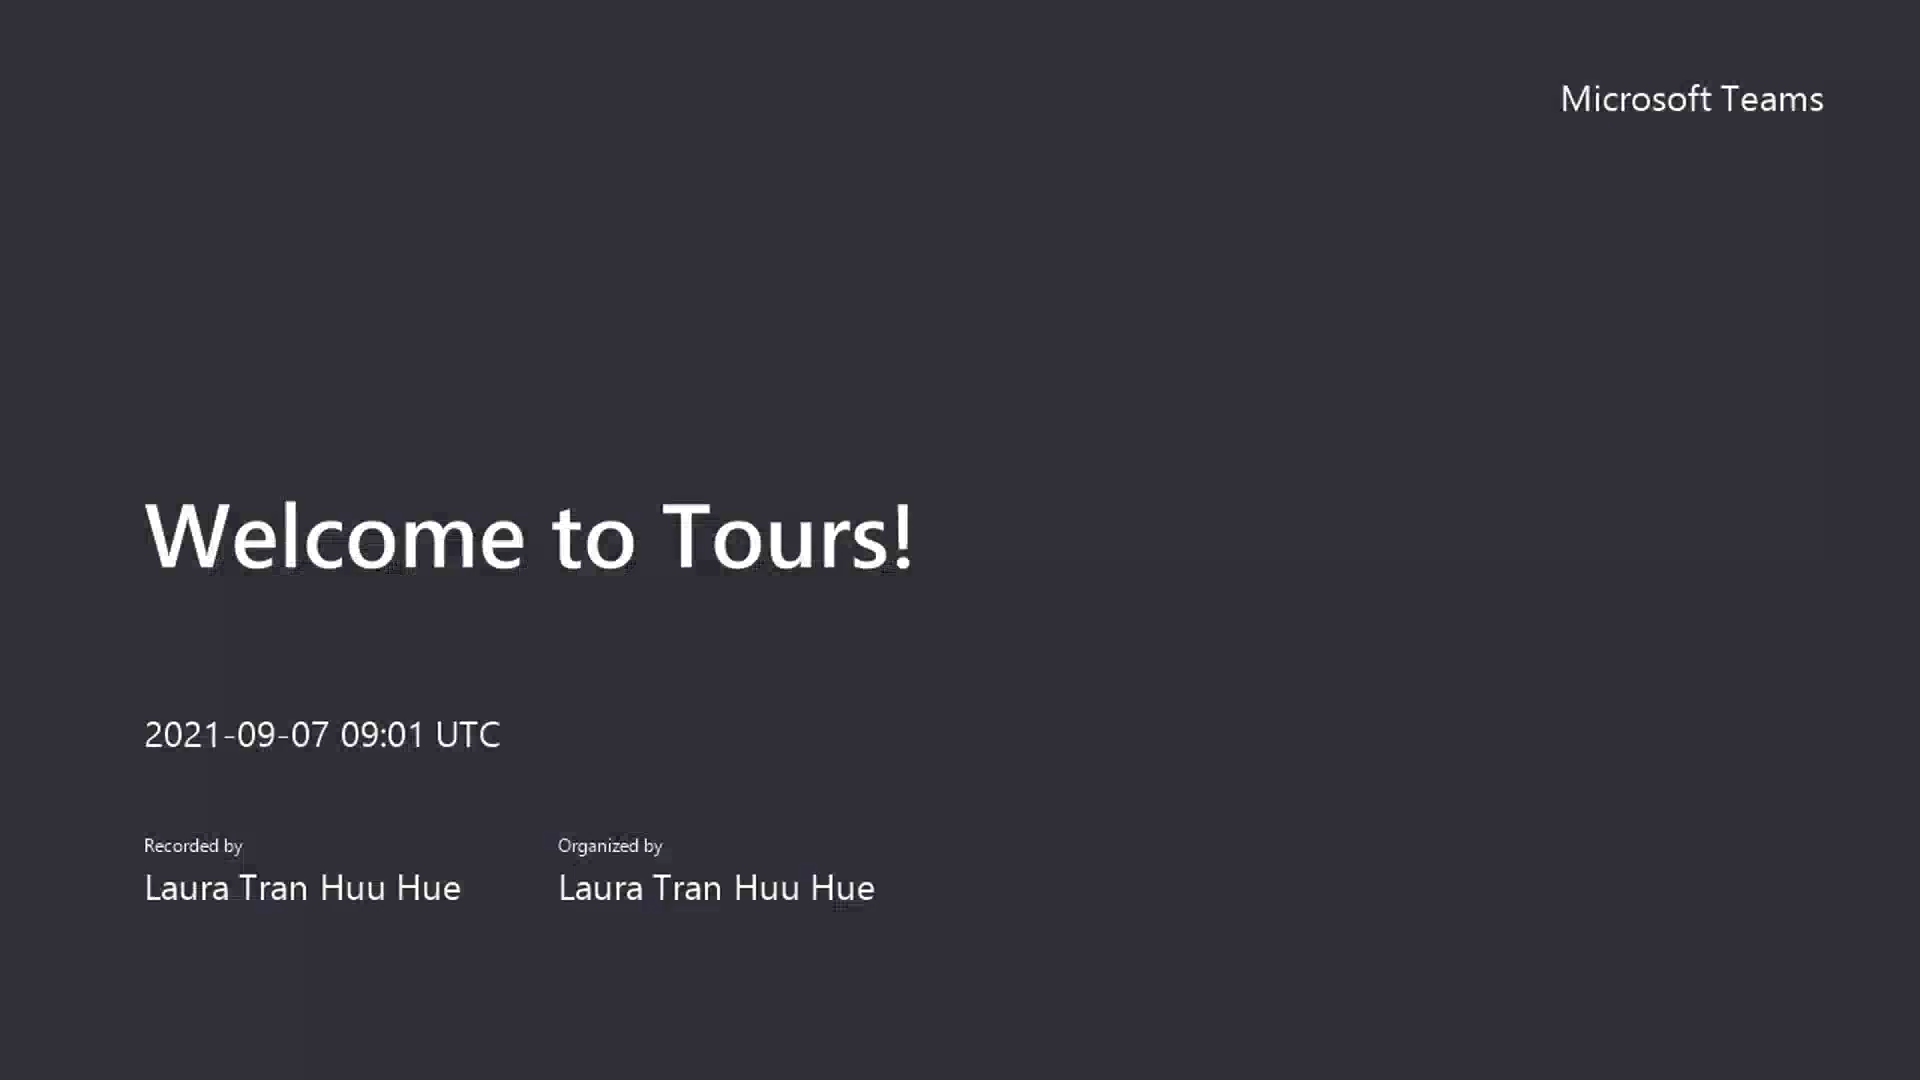 Microsoft Teams
Welcome to Tours!
2021-09-07 09:01 UTC
Recorded by
Laura Tran Huu Hue
Organized by
Laura Tran Huu Hue